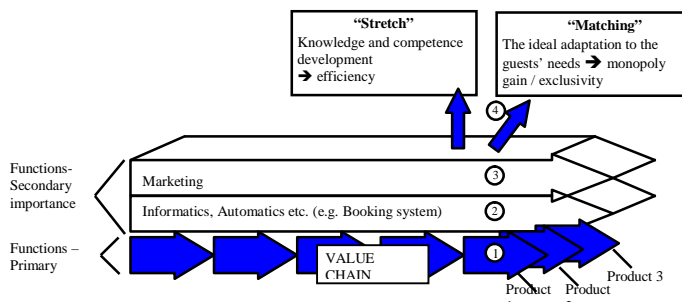 “Stretch”
Knowledge and competence
development
➔ efficiency
“Matching”
The ideal adaptation to the
guests’ needs ➔ monopoly
gain / exclusivity
4
Functions-
Secondary
importance
Marketing
3
Informatics, Automatics etc. (e.g. Booking system)
2
Functions –
Primary
VALUE
CHAIN
1
Product
Product
Product 3